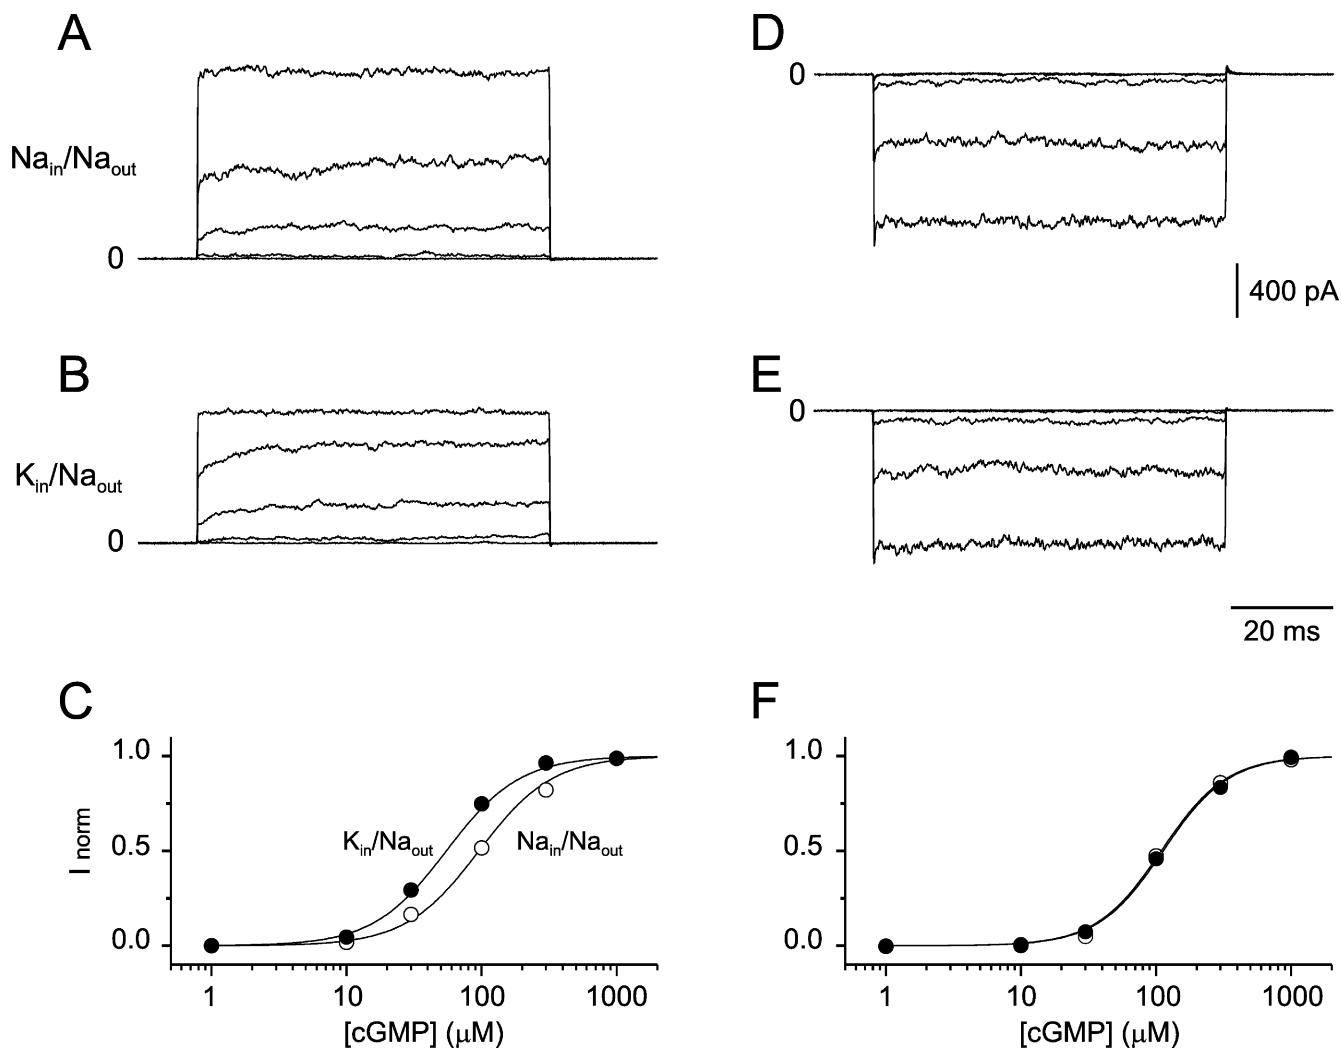 A
Na_in/Na_out
0
D
0
400 pA
B
K_in/Na_out
0
E
0
20 ms
C
1.0
0.5
0.0
I norm
K_in/Na_out
Na_in/Na_out
1 10 100 1000
[cGMP] (μM)
F
1.0
0.5
0.0
1 10 100 1000
[cGMP] (μM)